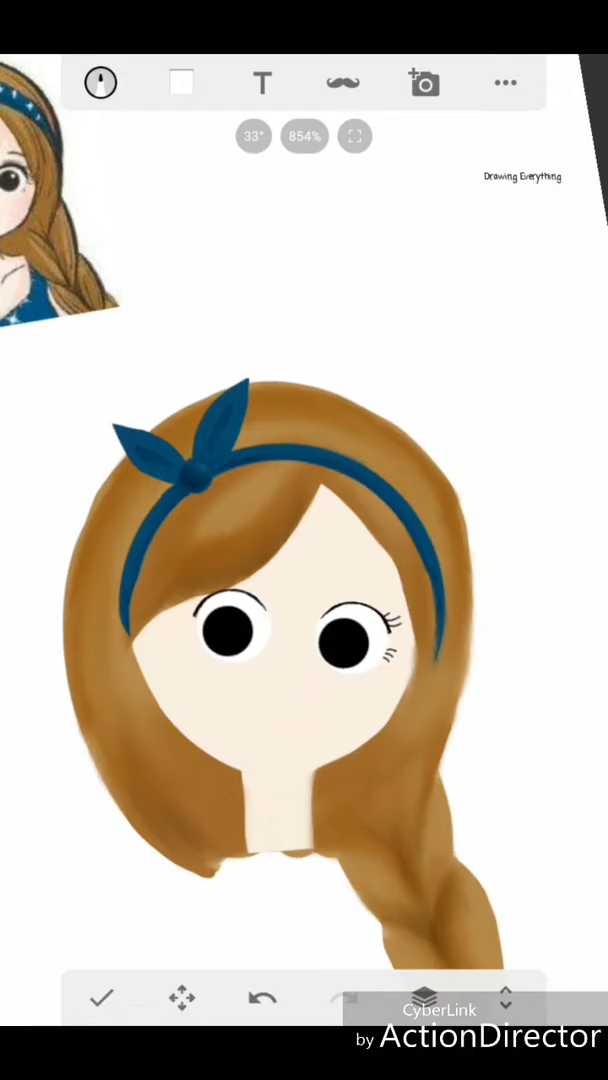 T
33°
854%
Drawing Everything
CyberLink
by ActionDirector